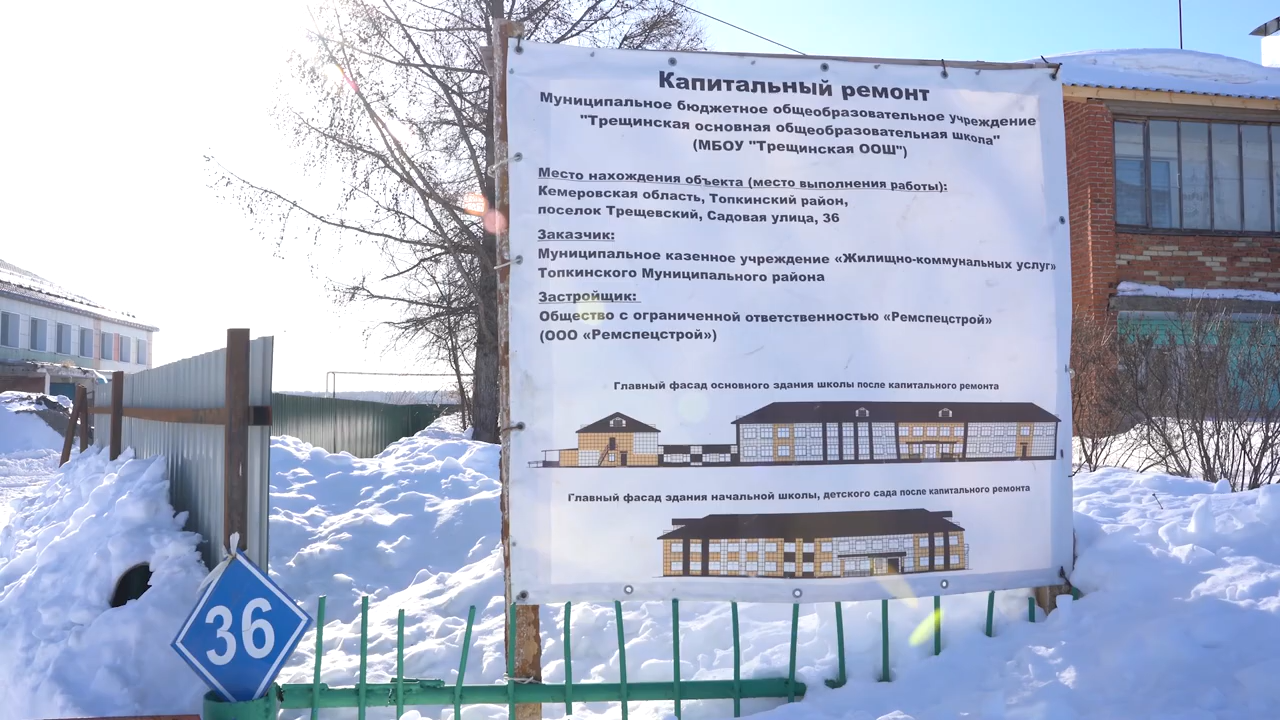 Капитальный ремонт
Муниципальное бюджетное общеобразовательное учреждение
"Трещинская основная общеобразовательная школа"
(МБОУ "Трещинская ООШ")
Место нахождения объекта (место выполнения работы):
Кемеровская область, Топкинский район,
поселок Трещевский, Садовая улица, 36
Заказчик:
Муниципальное казенное учреждение «Жилищно-коммунальных услуг»
Топкинского Муниципального района
Застройщик:
Общество с ограниченной ответственностью «Ремспецстрой»
(ООО «Ремспецстрой»)
Главный фасад основного здания школы после капитального ремонта
Главный фасад здания начальной школы, детского сада после капитального ремонта
36